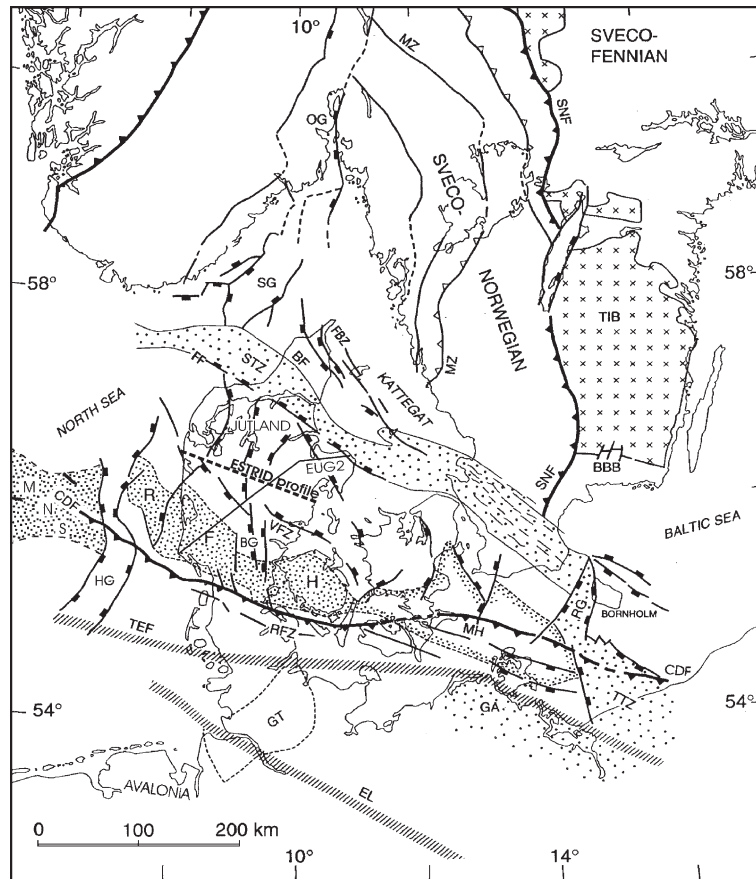 10°
MZ
SVECO-
FENNIAN
SNF
OG
SVECO-
58°
58°
SG
NORWEGIAN
TIB
FBZ
BF
STZ
FF
MZ
KATTEGAT
NORTH SEA
JUTLAND
EUG2
ESTRID profile
SNF
BBB
M
R
CDF
N
S
F
VFZ
BG
BALTIC SEA
H
HG
RG
BORNHOLM
RFZ
MH
TEF
CDF
TTZ
54°
54°
GT
GA
AVALONIA
EL
0 100 200 km
10°
14°